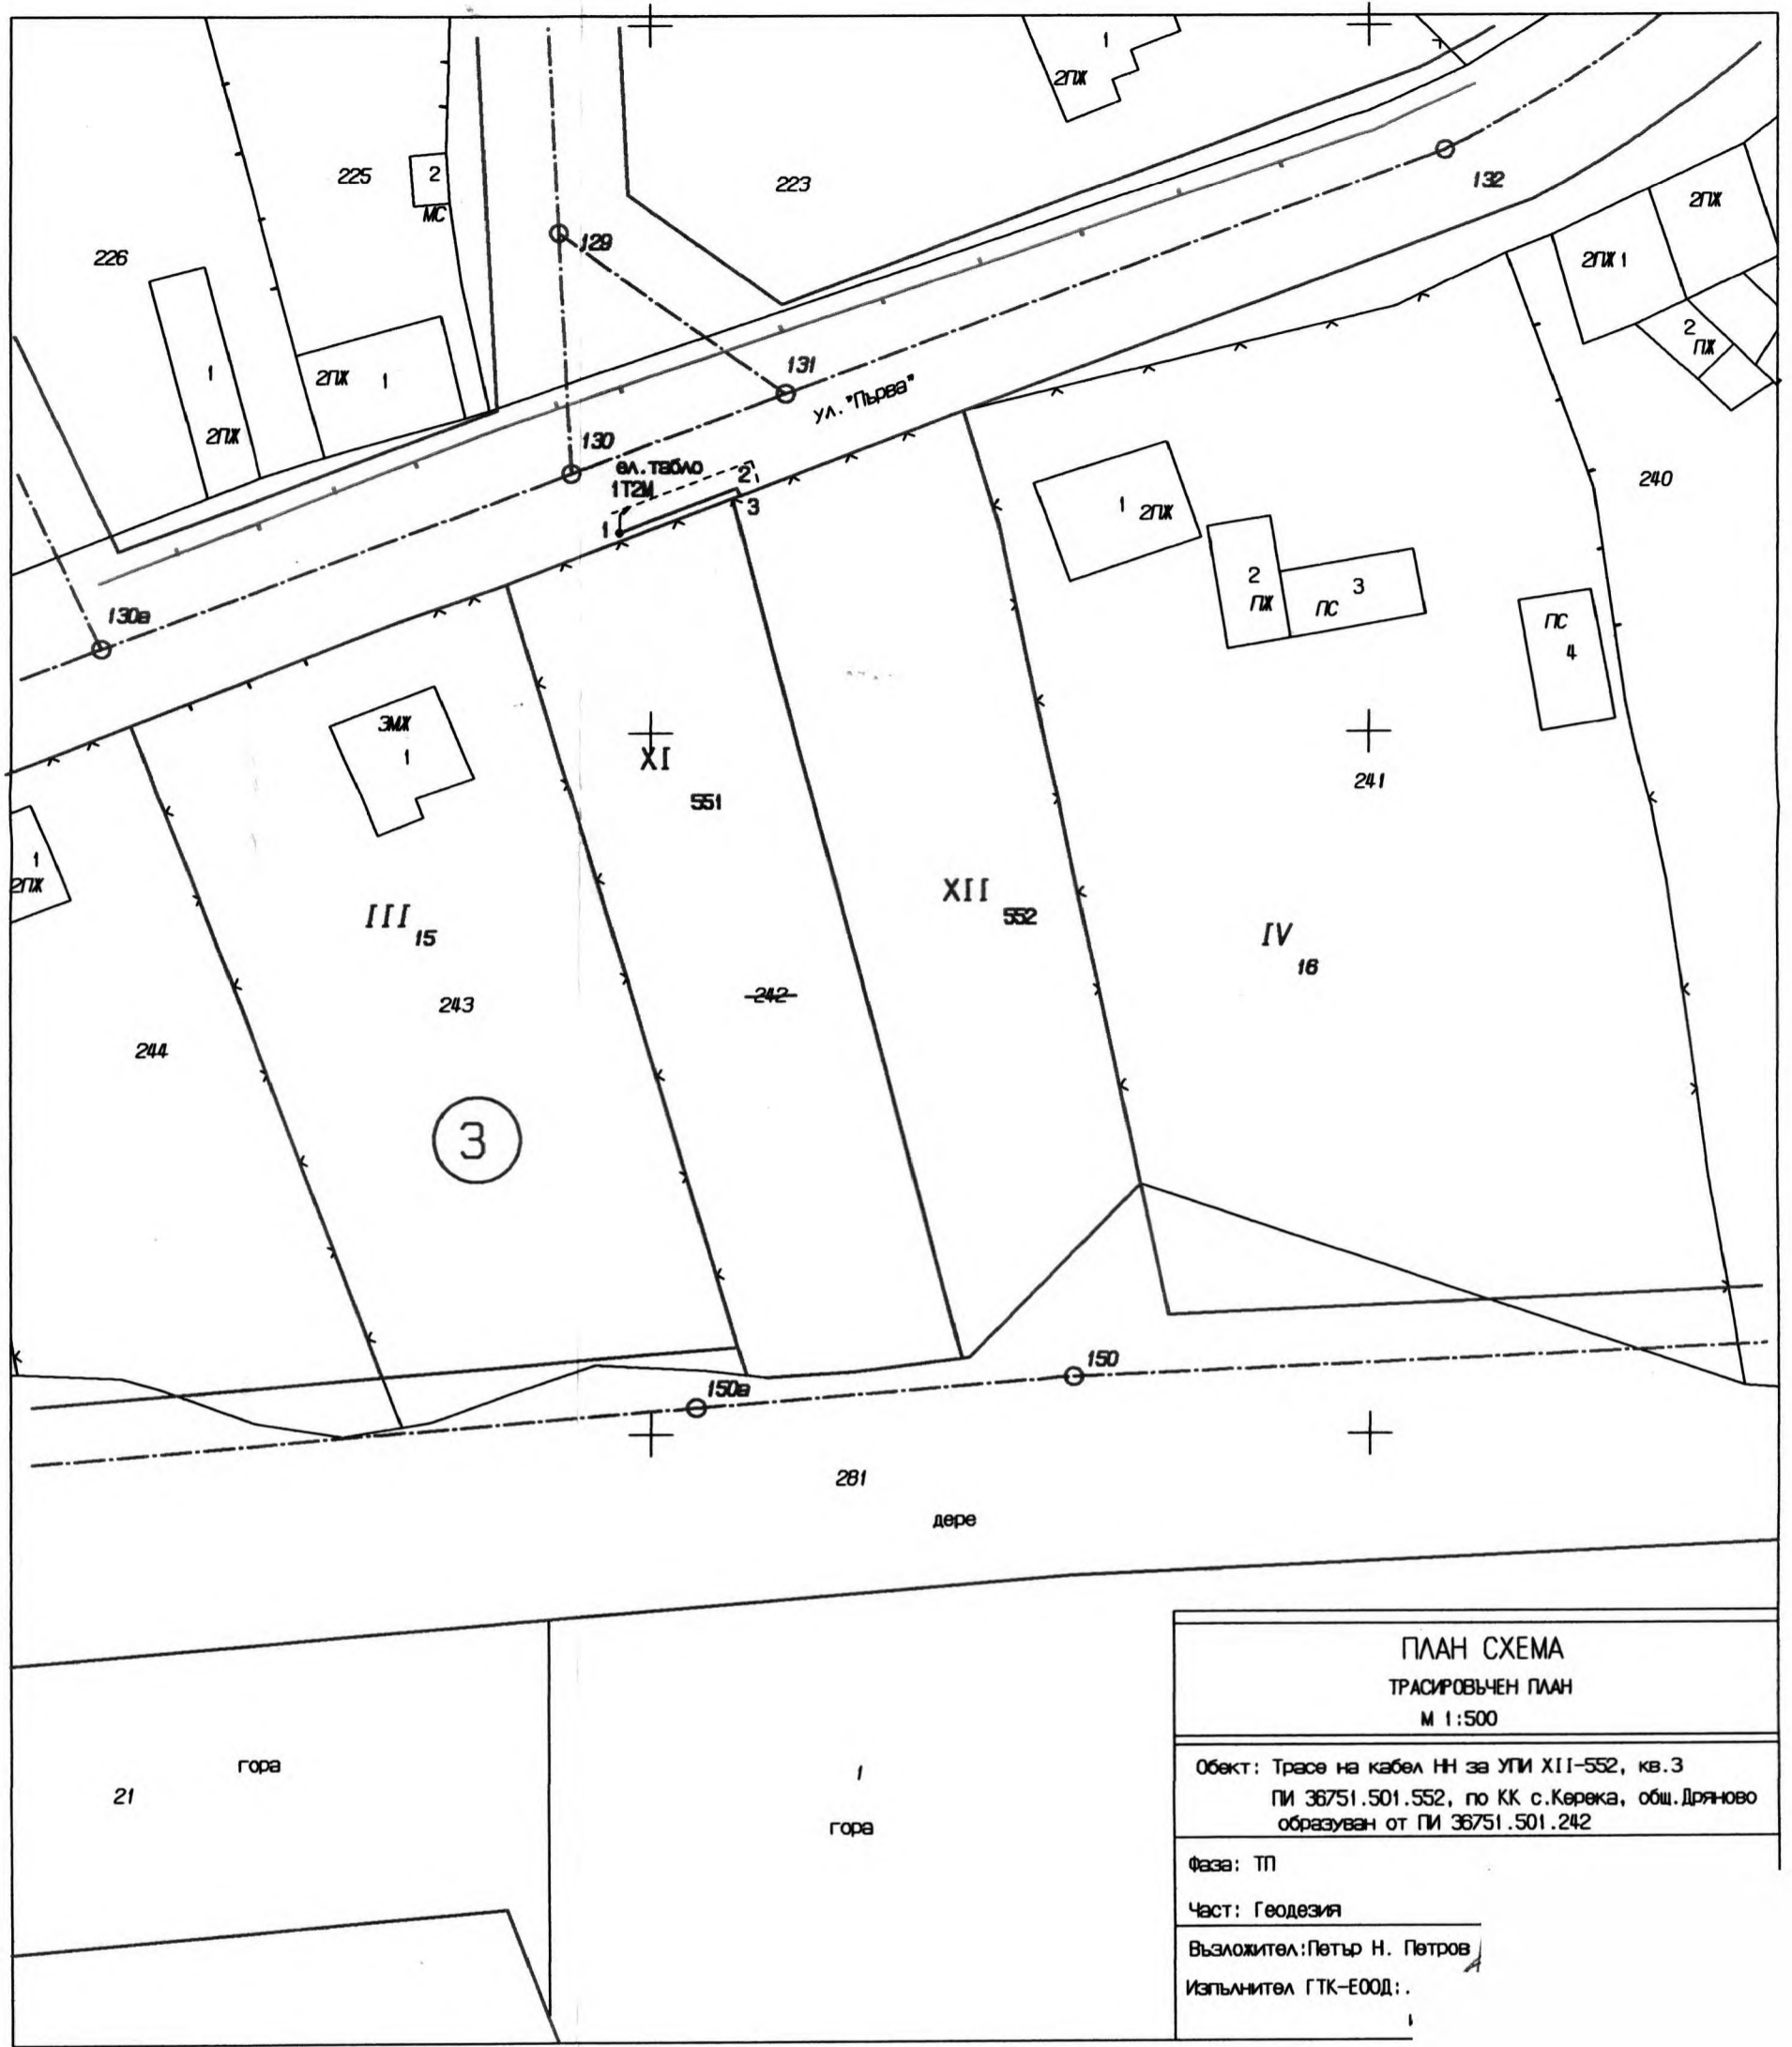 1
2ПЖ
132
225
2
МС
223
2ПЖ
226
129
2ПЖ 1
2
ПЖ
131
ул. "Първа"
1
2ПЖ
2ПЖ 1
130
ел.табло
1Т2М
2
3
1
1 2ПЖ
240
2
ПЖ
3
ПС
ПС
4
130а
3МЖ
1
XI
551
241
1
2ПЖ
III
15
XII
552
IV
16
243
242
244
3
150
150а
281
дере
ПЛАН СХЕМА
ТРАСИРОВЪЧЕН ПЛАН
М 1:500
Обект: Трасе на кабел НН за УПИ XII-552, кв.3
ПИ 36751.501.552, по КК с.Керека, общ.Дряново
образуван от ПИ 36751.501.242
Фаза: ТП
Част: Геодезия
Възложител:Петър Н. Петров
Изпълнител ГТК-ЕООД:.
гора
21
1
гора